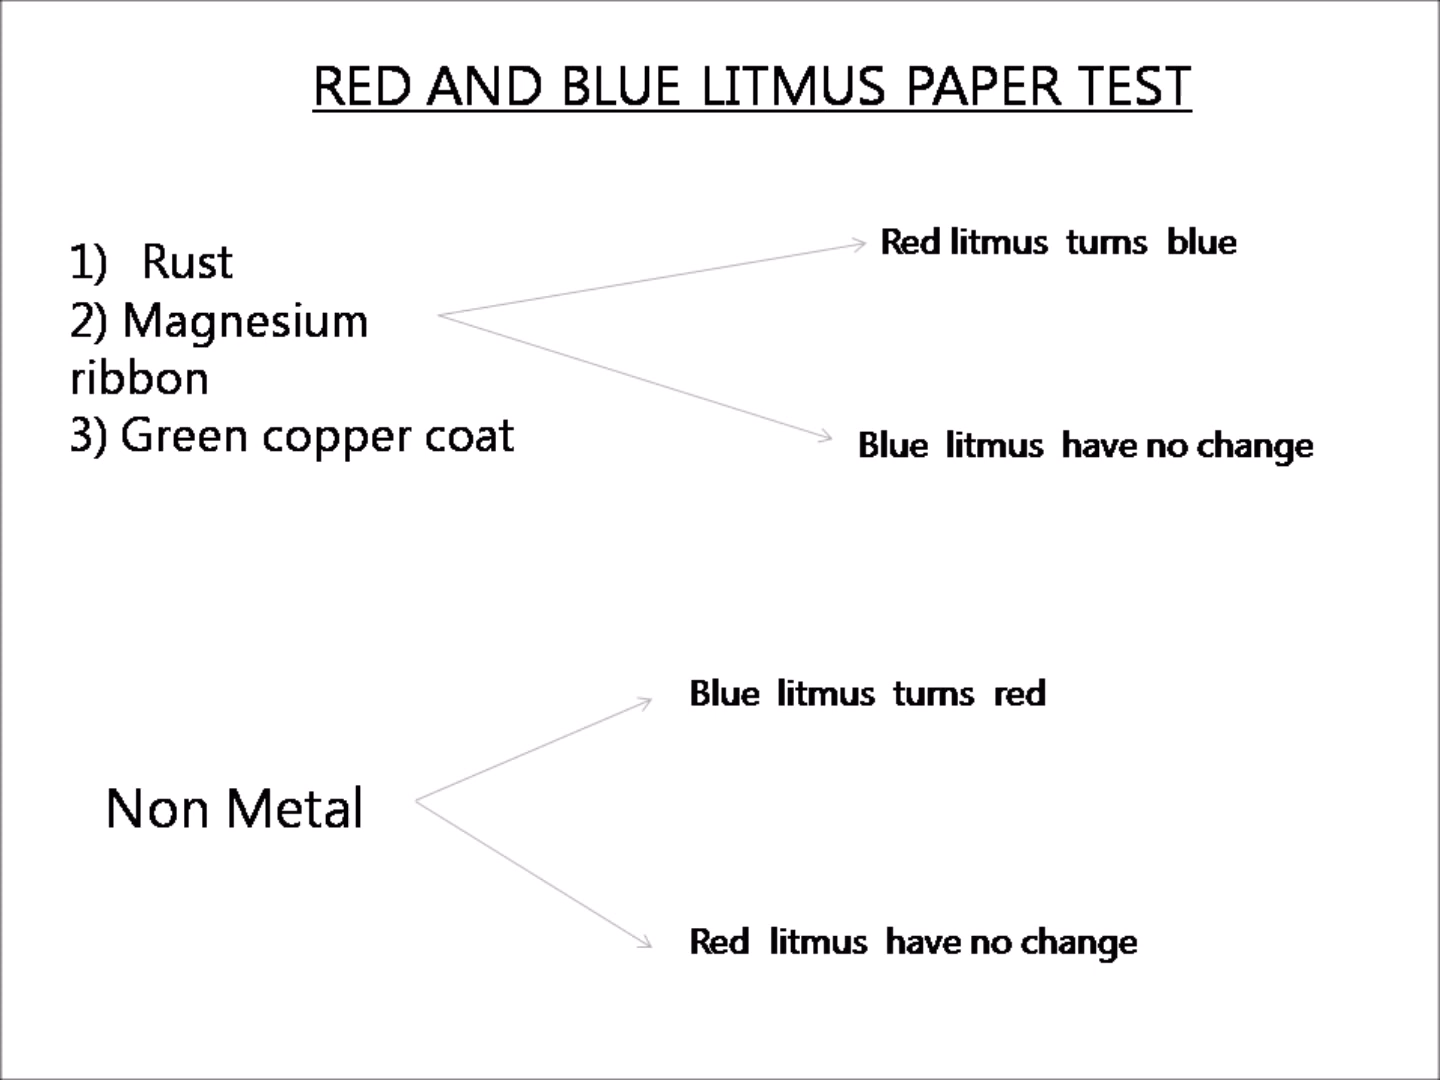 RED AND BLUE LITMUS PAPER TEST
1) Rust
2) Magnesium
ribbon
3) Green copper coat
Red litmus turns blue
Blue litmus have no change
Blue litmus turns red
Non Metal
Red litmus have no change